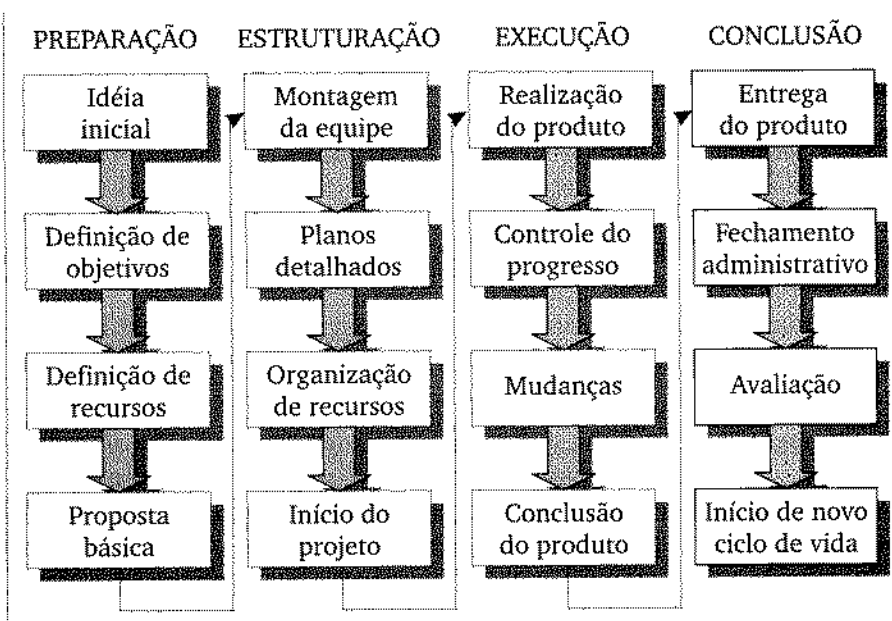 PREPARAÇÃO
Idéia
inicial
Definição de
objetivos
Definição de
recursos
Proposta
básica
ESTRUTURAÇÃO
Montagem
da equipe
Planos
detalhados
Organização
de recursos
Início do
projeto
EXECUÇÃO
Realização
do produto
Controle do
progresso
Mudanças
Conclusão
do produto
CONCLUSÃO
Entrega
do produto
Fechamento
administrativo
Avaliação
Início de novo
ciclo de vida